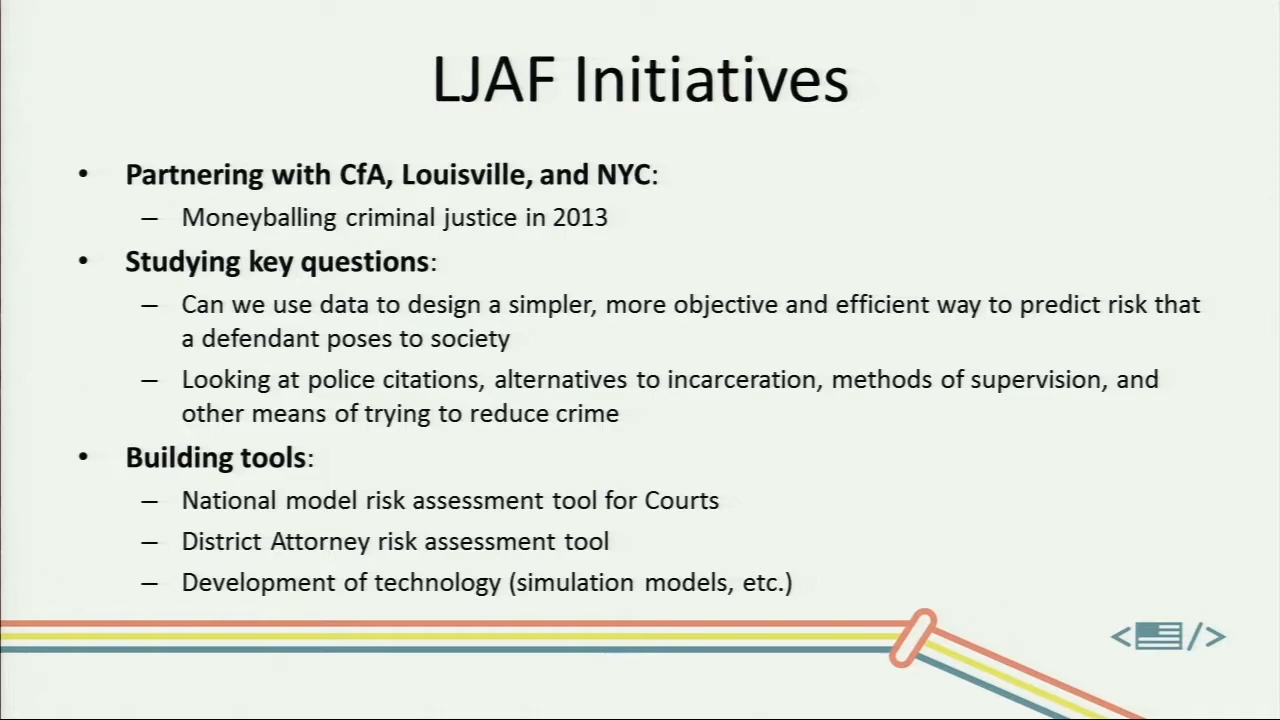 LJAF Initiatives
• Partnering with CfA, Louisville, and NYC:
– Moneyballing criminal justice in 2013
• Studying key questions:
– Can we use data to design a simpler, more objective and efficient way to predict risk that
a defendant poses to society
– Looking at police citations, alternatives to incarceration, methods of supervision, and
other means of trying to reduce crime
• Building tools:
– National model risk assessment tool for Courts
– District Attorney risk assessment tool
– Development of technology (simulation models, etc.)